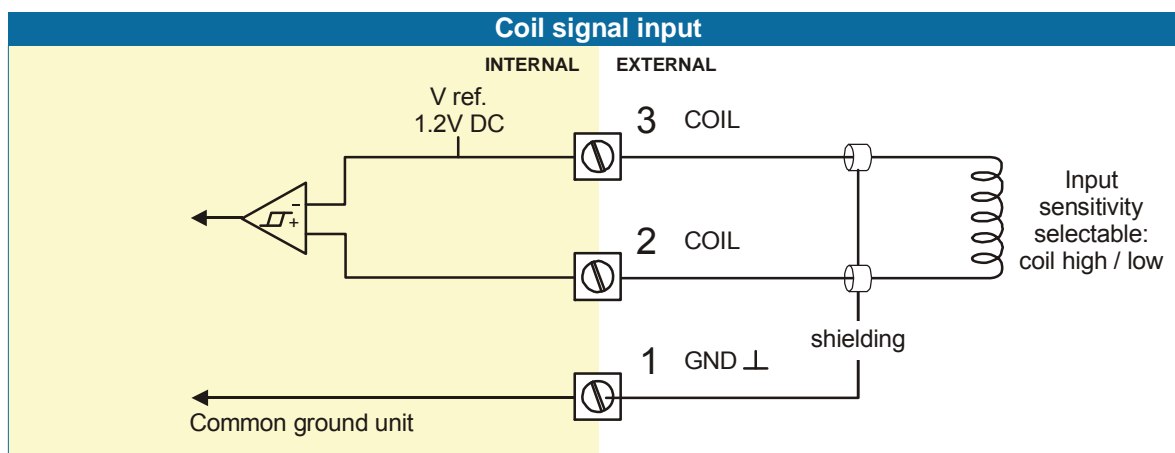 Coil signal input
INTERNAL
EXTERNAL
V ref.
1.2V DC
3 COIL
- +
Input
sensitivity
selectable:
coil high / low
2 COIL
shielding
1 GND ⊥
Common ground unit